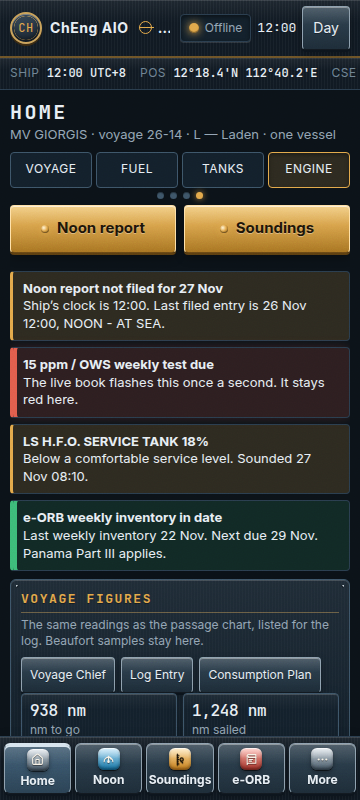 CH ChEng AIO ... Offline 12:00 Day
SHIP 12:00 UTC+8 POS 12°18.4'N 112°40.2'E CSE
HOME
MV GIORGIS · voyage 26-14 · L — Laden · one vessel
VOYAGE FUEL TANKS ENGINE
Noon report Soundings
Noon report not filed for 27 Nov
Ship's clock is 12:00. Last filed entry is 26 Nov
12:00, NOON - AT SEA.
15 ppm / OWS weekly test due
The live book flashes this once a second. It stays
red here.
LS H.F.O. SERVICE TANK 18%
Below a comfortable service level. Sounded 27
Nov 08:10.
e-ORB weekly inventory in date
Last weekly inventory 22 Nov. Next due 29 Nov.
Panama Part III applies.
VOYAGE FIGURES
The same readings as the passage chart, listed for the
log. Beaufort samples stay here.
Voyage Chief Log Entry Consumption Plan
938 nm 1,248 nm
nm to go nm sailed
Home Noon Soundings e-ORB More